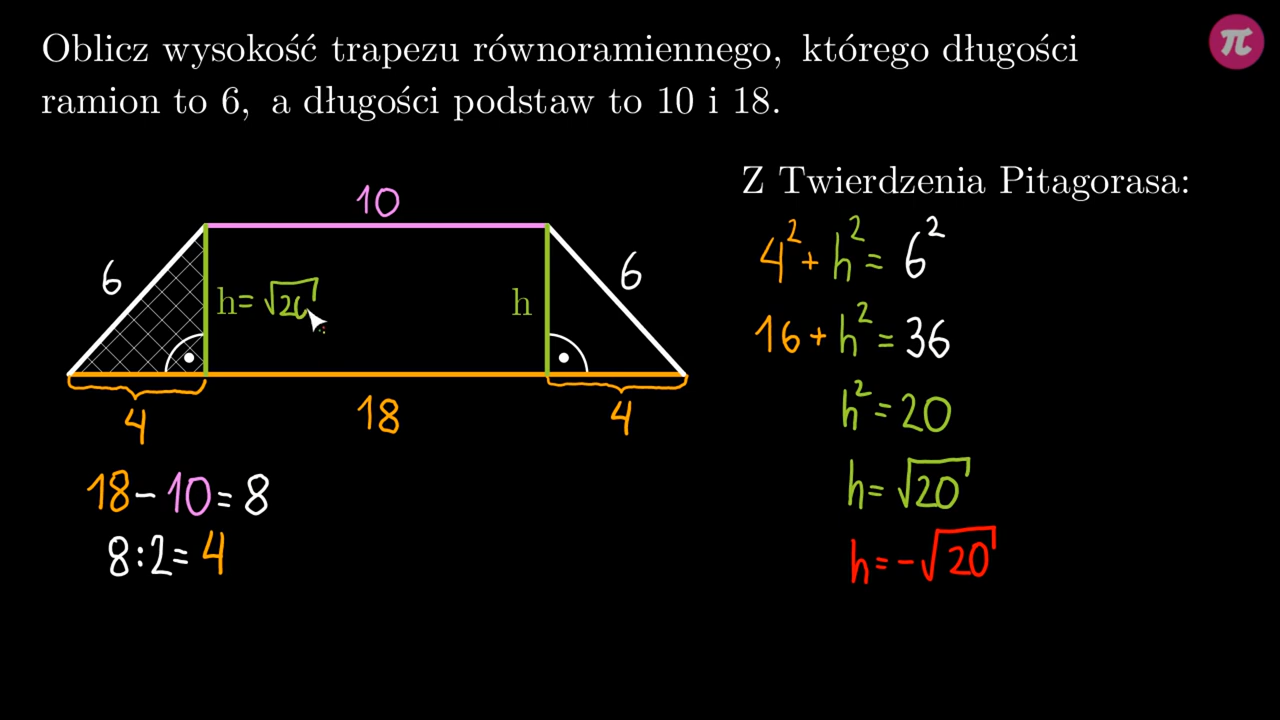 Oblicz wysokość trapezu równoramiennego, którego długości
ramion to 6, a długości podstaw to 10 i 18.
π
10
6
h=√20
h
6
4
18
4
18-10=8
8:2=4
Z Twierdzenia Pitagorasa:
4²+h²=6²
16+h²=36
h²=20
h=√20
h=-√20